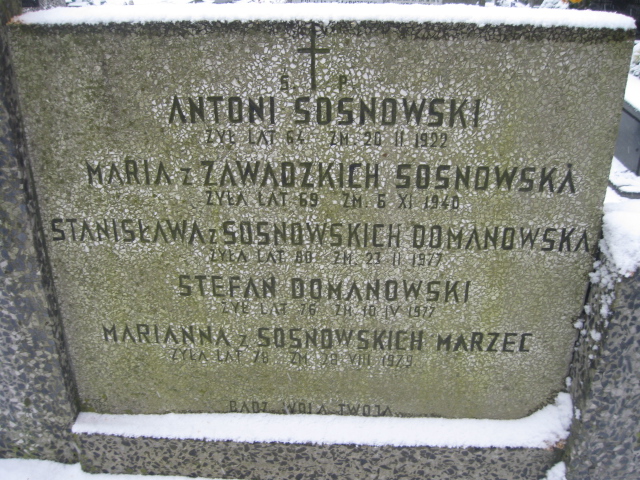 Ś. P.
ANTONI SOSNOWSKI
ŻYŁ LAT 64. ZM. 20 II 1922
MARIA z ZAWADZKICH SOSNOWSKA
ŻYŁA LAT 69. ZM. 6 XI 1940
STANISŁAWA z SOSNOWSKICH DOMANOWSKA
ŻYŁA LAT 80. ZM. 23 II 1977
STEFAN DOMANOWSKI
ŻYŁ LAT 76 ZM. 10 IV 1977
MARIANNA z SOSNOWSKICH MARZEC
ŻYŁA LAT 78 ZM. VIII 1979
BĄDŹ WOLA TWOJA